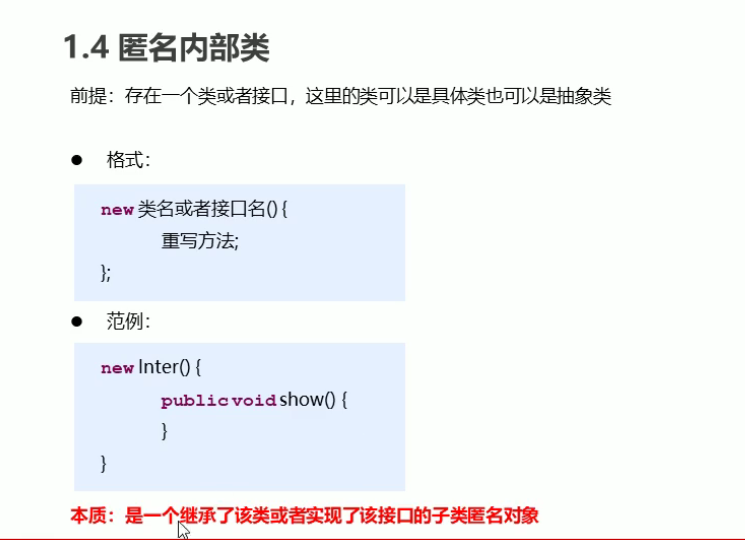 1.4 匿名内部类
前提：存在一个类或者接口，这里的类可以是具体类也可以是抽象类
● 格式：
new 类名或者接口名() {
重写方法;
};
● 范例：
new Inter() {
public void show() {
}
}
本质：是一个继承了该类或者实现了该接口的子类匿名对象